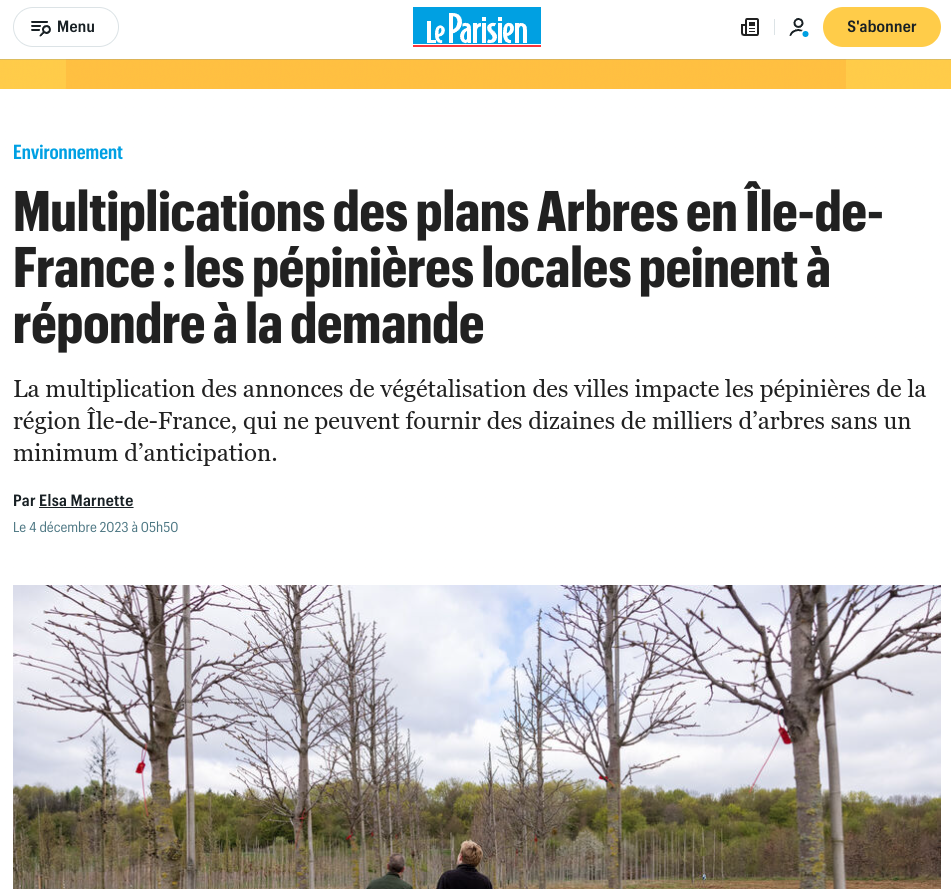 Menu
Le Parisien
S'abonner
Environnement
Multiplications des plans Arbres en Île-de-
France : les pépinières locales peinent à
répondre à la demande
La multiplication des annonces de végétalisation des villes impacte les pépinières de la
région Île-de-France, qui ne peuvent fournir des dizaines de milliers d’arbres sans un
minimum d’anticipation.
Par Elsa Marnette
Le 4 décembre 2023 à 05h50